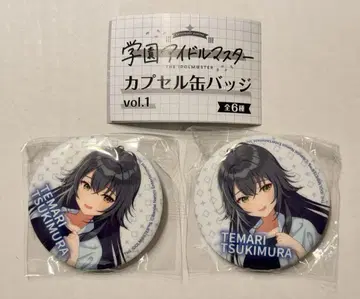 学園アイドルマスター
THE IDOLM@STER
カプセル缶バッジ
vol.1
全6種
TEMARI
TSUKIMURA
TEMARI
TSUKIMURA